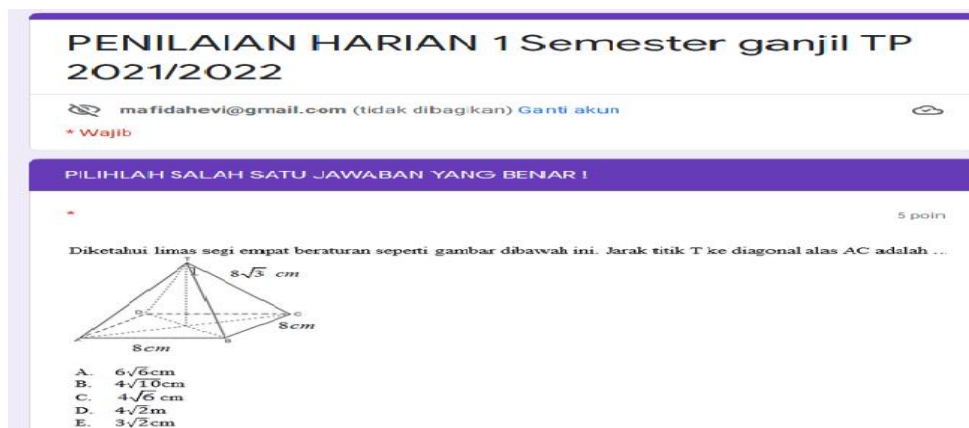 PENILAIAN HARIAN 1 Semester ganjil TP
2021/2022
mafidahevi@gmail.com (tidak dibagikan) Ganti akun
* Wajib
PILIHLAH SALAH SATU JAWABAN YANG BENAR !
*
5 poin
Diketahui limas segi empat beraturan seperti gambar dibawah ini. Jarak titik T ke diagonal alas AC adalah ...
T
8√3 cm
C
8cm
B
8cm
A. 6√6cm
B. 4√10cm
C. 4√6 cm
D. 4√2m
E. 3√2cm